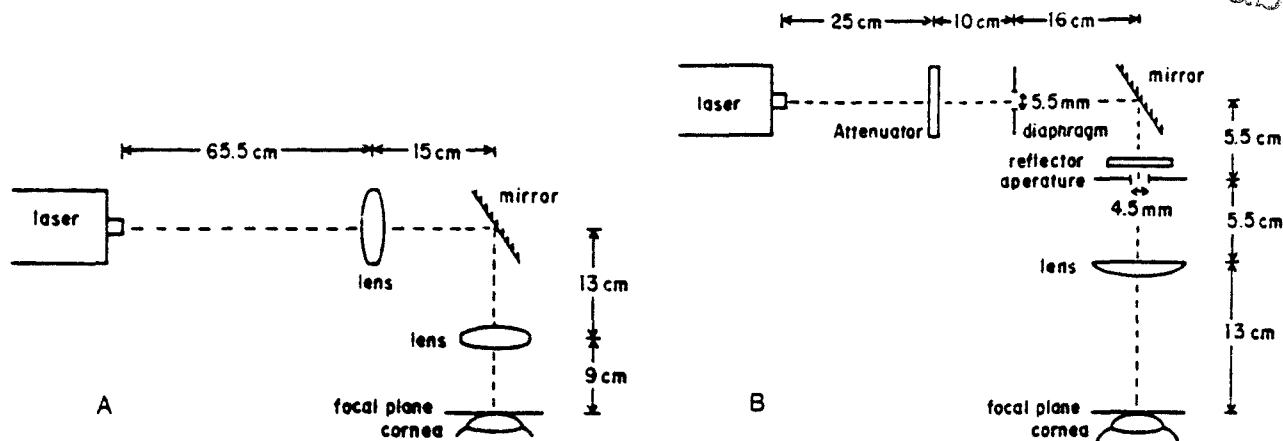 65.5 cm
15 cm
laser
lens
mirror
13 cm
lens
9 cm
focal plane
cornea
A
25 cm
10 cm
16 cm
laser
Attenuator
5.5 mm
diaphragm
mirror
5.5 cm
reflector
aperature
4.5 mm
5.5 cm
lens
13 cm
focal plane
cornea
B